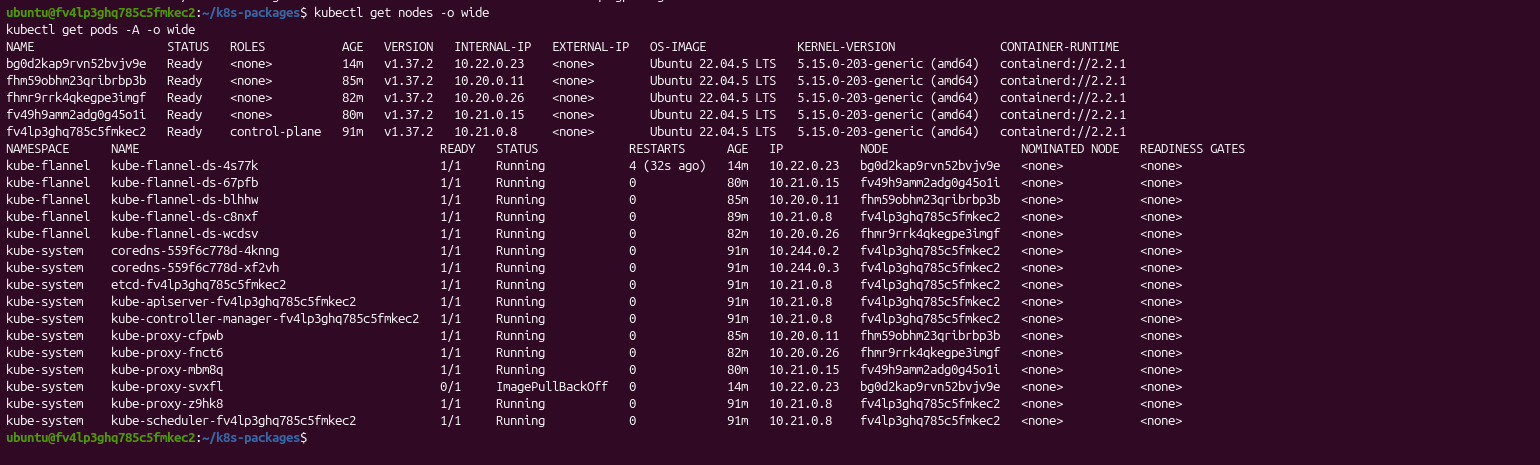 ubuntu@fv4lp3ghq785c5fmkec2:~/k8s-packages$ kubectl get nodes -o wide
kubectl get pods -A -o wide
NAME STATUS ROLES AGE VERSION INTERNAL-IP EXTERNAL-IP OS-IMAGE KERNEL-VERSION CONTAINER-RUNTIME
bg0d2kap9rvn52bvjv9e Ready <none> 14m v1.37.2 10.22.0.23 <none> Ubuntu 22.04.5 LTS 5.15.0-203-generic (amd64) containerd://2.2.1
fhm59obhm23qribrbp3b Ready <none> 85m v1.37.2 10.20.0.11 <none> Ubuntu 22.04.5 LTS 5.15.0-203-generic (amd64) containerd://2.2.1
fhmr9rrk4qkegpe3imgf Ready <none> 82m v1.37.2 10.20.0.26 <none> Ubuntu 22.04.5 LTS 5.15.0-203-generic (amd64) containerd://2.2.1
fv49h9amm2adg0g45o1i Ready <none> 80m v1.37.2 10.21.0.15 <none> Ubuntu 22.04.5 LTS 5.15.0-203-generic (amd64) containerd://2.2.1
fv4lp3ghq785c5fmkec2 Ready control-plane 91m v1.37.2 10.21.0.8 <none> Ubuntu 22.04.5 LTS 5.15.0-203-generic (amd64) containerd://2.2.1
NAMESPACE NAME READY STATUS RESTARTS AGE IP NODE NOMINATED NODE READINESS GATES
kube-flannel kube-flannel-ds-4s77k 1/1 Running 4 (32s ago) 14m 10.22.0.23 bg0d2kap9rvn52bvjv9e <none> <none>
kube-flannel kube-flannel-ds-67pfb 1/1 Running 0 80m 10.21.0.15 fv49h9amm2adg0g45o1i <none> <none>
kube-flannel kube-flannel-ds-blhhw 1/1 Running 0 85m 10.20.0.11 fhm59obhm23qribrbp3b <none> <none>
kube-flannel kube-flannel-ds-c8nxf 1/1 Running 0 89m 10.21.0.8 fv4lp3ghq785c5fmkec2 <none> <none>
kube-flannel kube-flannel-ds-wcdsv 1/1 Running 0 82m 10.20.0.26 fhmr9rrk4qkegpe3imgf <none> <none>
kube-system coredns-559f6c778d-4knng 1/1 Running 0 91m 10.244.0.2 fv4lp3ghq785c5fmkec2 <none> <none>
kube-system coredns-559f6c778d-xf2vh 1/1 Running 0 91m 10.244.0.3 fv4lp3ghq785c5fmkec2 <none> <none>
kube-system etcd-fv4lp3ghq785c5fmkec2 1/1 Running 0 91m 10.21.0.8 fv4lp3ghq785c5fmkec2 <none> <none>
kube-system kube-apiserver-fv4lp3ghq785c5fmkec2 1/1 Running 0 91m 10.21.0.8 fv4lp3ghq785c5fmkec2 <none> <none>
kube-system kube-controller-manager-fv4lp3ghq785c5fmkec2 1/1 Running 0 91m 10.21.0.8 fv4lp3ghq785c5fmkec2 <none> <none>
kube-system kube-proxy-cfpwb 1/1 Running 0 85m 10.20.0.11 fhm59obhm23qribrbp3b <none> <none>
kube-system kube-proxy-fnct6 1/1 Running 0 82m 10.20.0.26 fhmr9rrk4qkegpe3imgf <none> <none>
kube-system kube-proxy-mbm8q 1/1 Running 0 80m 10.21.0.15 fv49h9amm2adg0g45o1i <none> <none>
kube-system kube-proxy-svxfl 0/1 ImagePullBackOff 0 14m 10.22.0.23 bg0d2kap9rvn52bvjv9e <none> <none>
kube-system kube-proxy-z9hk8 1/1 Running 0 91m 10.21.0.8 fv4lp3ghq785c5fmkec2 <none> <none>
kube-system kube-scheduler-fv4lp3ghq785c5fmkec2 1/1 Running 0 91m 10.21.0.8 fv4lp3ghq785c5fmkec2 <none> <none>
ubuntu@fv4lp3ghq785c5fmkec2:~/k8s-packages$